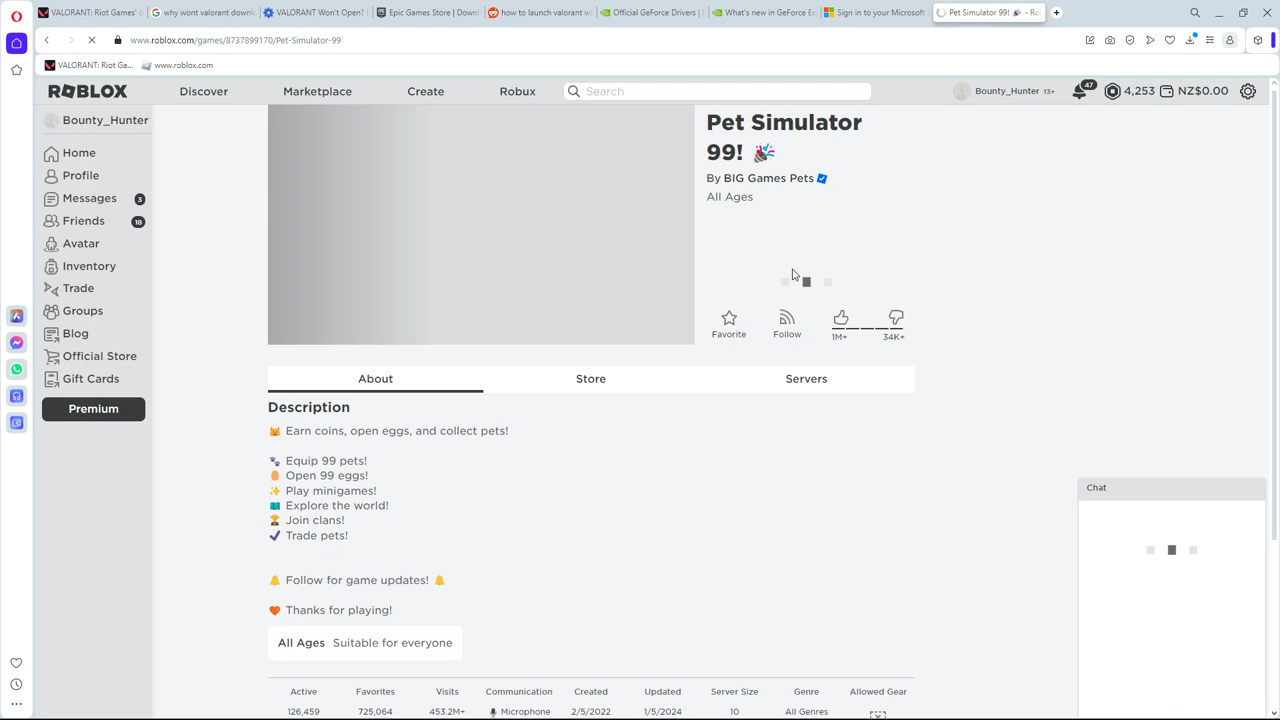 VALORANT: Riot Games'
why wont valorant downl
VALORANT Won't Open?
Epic Games Store | Do
how to launch valorant w
Official GeForce Drivers |
What's new in GeForce E
Sign in to your Microsoft
Pet Simulator 99! 🎉 - Ro
www.roblox.com/games/8737899170/Pet-Simulator-99
VALORANT: Riot Ga...
www.roblox.com
ROBLOX
Discover
Marketplace
Create
Robux
Search
Bounty_Hunter 13+
47
4,253
NZ$0.00
Bounty_Hunter
Home
Profile
Messages 3
Friends 18
Avatar
Inventory
Trade
Groups
Blog
Official Store
Gift Cards
Premium
Pet Simulator
99! 🎉
By BIG Games Pets
All Ages
Favorite
Follow
1M+
34K+
About
Store
Servers
Description
🐱 Earn coins, open eggs, and collect pets!
🐾 Equip 99 pets!
🥚 Open 99 eggs!
✨ Play minigames!
🗺️ Explore the world!
🏆 Join clans!
✔️ Trade pets!
🔔 Follow for game updates! 🔔
🧡 Thanks for playing!
All Ages Suitable for everyone
Active
Favorites
Visits
Communication
Created
Updated
Server Size
Genre
Allowed Gear
126,459
725,064
453.2M+
Microphone
2/5/2022
1/5/2024
10
All Genres
Chat